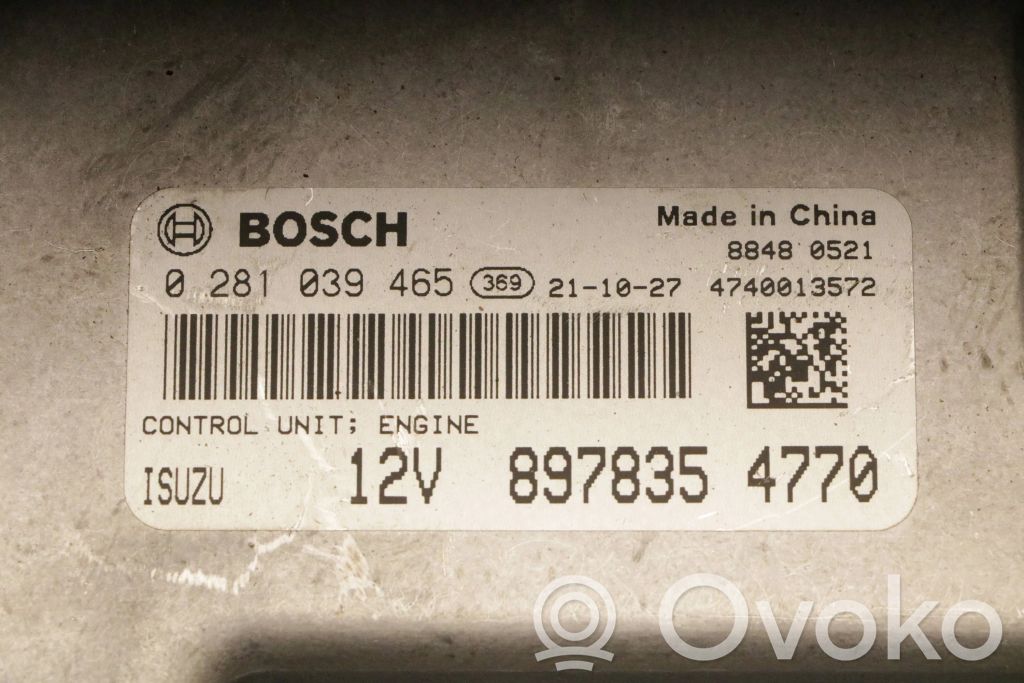 BOSCH Made in China
8848 0521
0 281 039 465 369 21-10-27 4740013572
CONTROL UNIT; ENGINE
ISUZU 12V 897835 4770
Ovoko